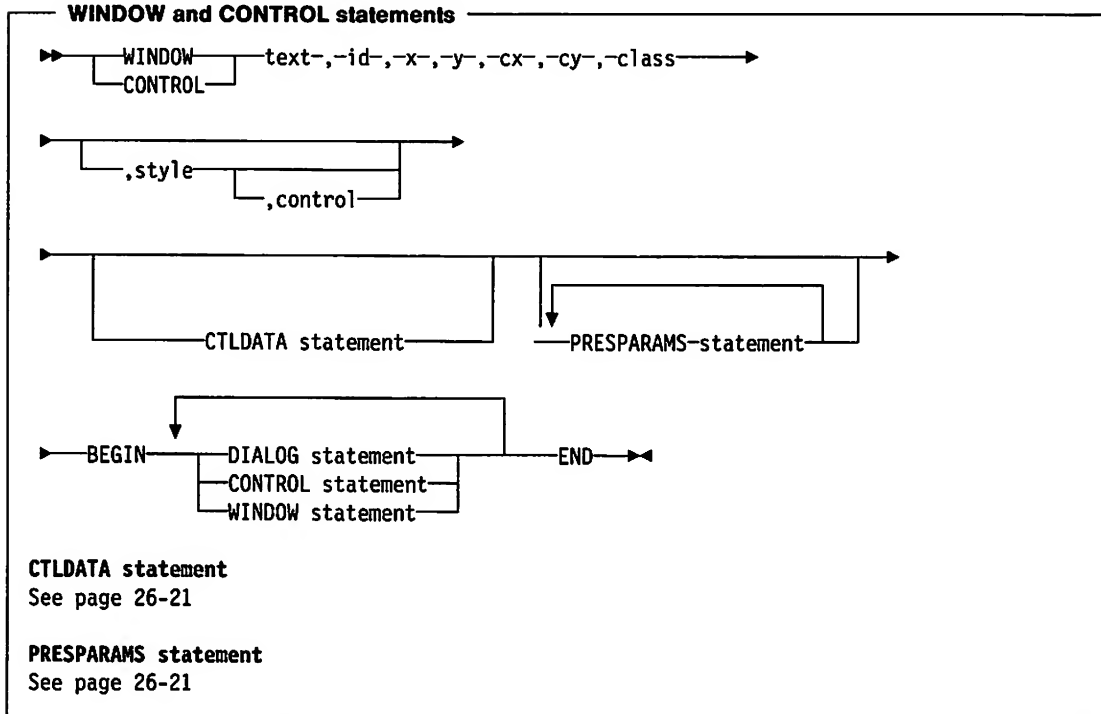 WINDOW and CONTROL statements
WINDOW text-,-id-,-x-,-y-,-cx-,-cy-,-class
CONTROL
,style
,control
CTLDATA statement PRESPARAMS-statement
BEGIN DIALOG statement END
CONTROL statement
WINDOW statement
CTLDATA statement
See page 26-21
PRESPARAMS statement
See page 26-21